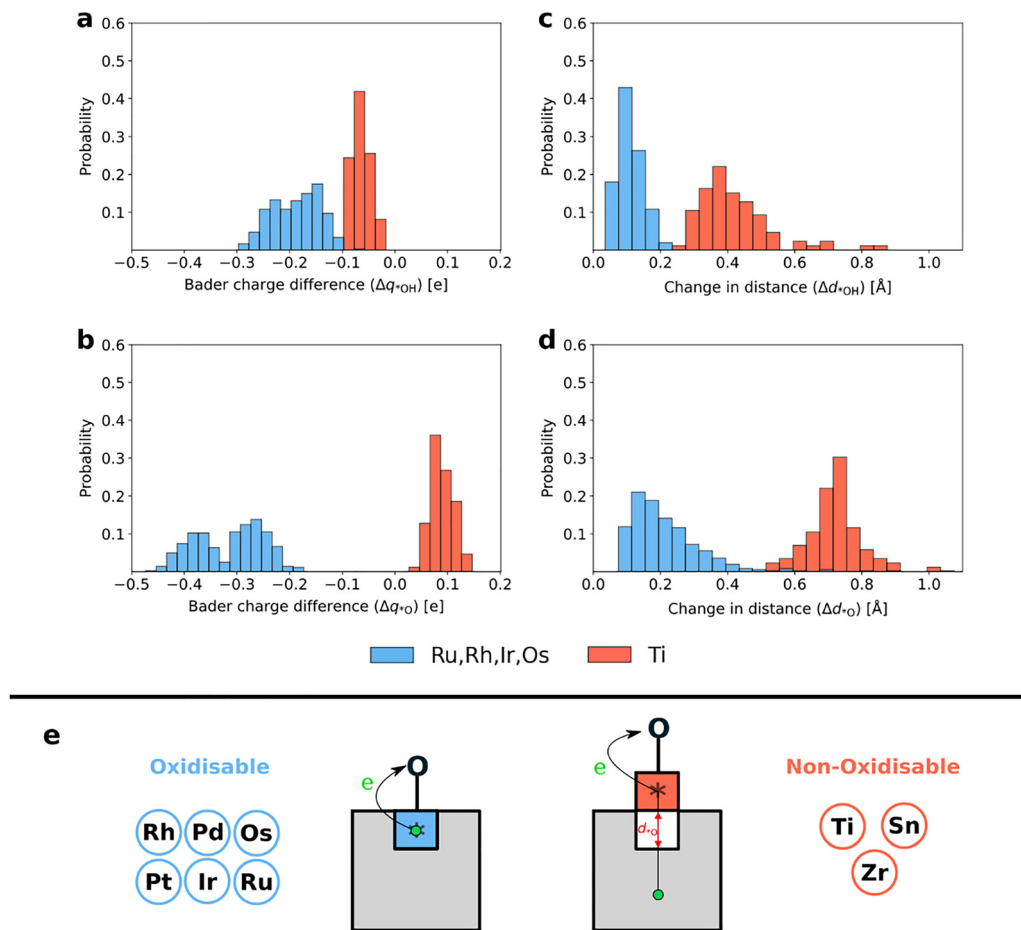 a
0.6
0.5
0.4
0.3
0.2
0.1
Probability
−0.5 −0.4 −0.3 −0.2 −0.1 0.0 0.1 0.2
Bader charge difference (Δq*OH) [e]
c
0.6
0.5
0.4
0.3
0.2
0.1
Probability
0.0 0.2 0.4 0.6 0.8 1.0
Change in distance (Δd*OH) [Å]
b
0.6
0.5
0.4
0.3
0.2
0.1
Probability
−0.5 −0.4 −0.3 −0.2 −0.1 0.0 0.1 0.2
Bader charge difference (Δq*O) [e]
d
0.6
0.5
0.4
0.3
0.2
0.1
Probability
0.0 0.2 0.4 0.6 0.8 1.0
Change in distance (Δd*O) [Å]
Ru,Rh,Ir,Os Ti
e
Oxidisable
Rh Pd Os
Pt Ir Ru
O
e
*
O
e
*
d*O
Non-Oxidisable
Ti Sn
Zr